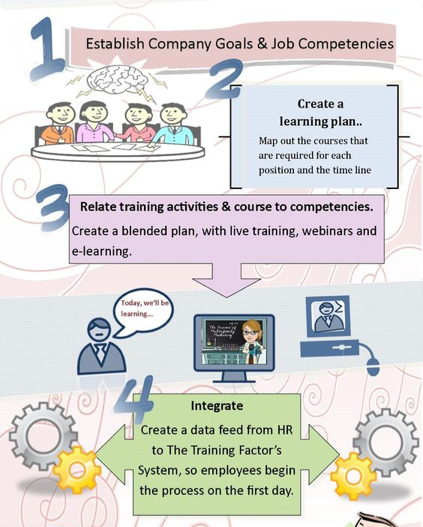 1
Establish Company Goals & Job Competencies
2
Create a
learning plan..
Map out the courses that
are required for each
position and the time line
3
Relate training activities & course to competencies.
Create a blended plan, with live training, webinars and
e-learning.
Today, we'll be
learning...
4
Integrate
Create a data feed from HR
to The Training Factor's
System, so employees begin
the process on the first day.